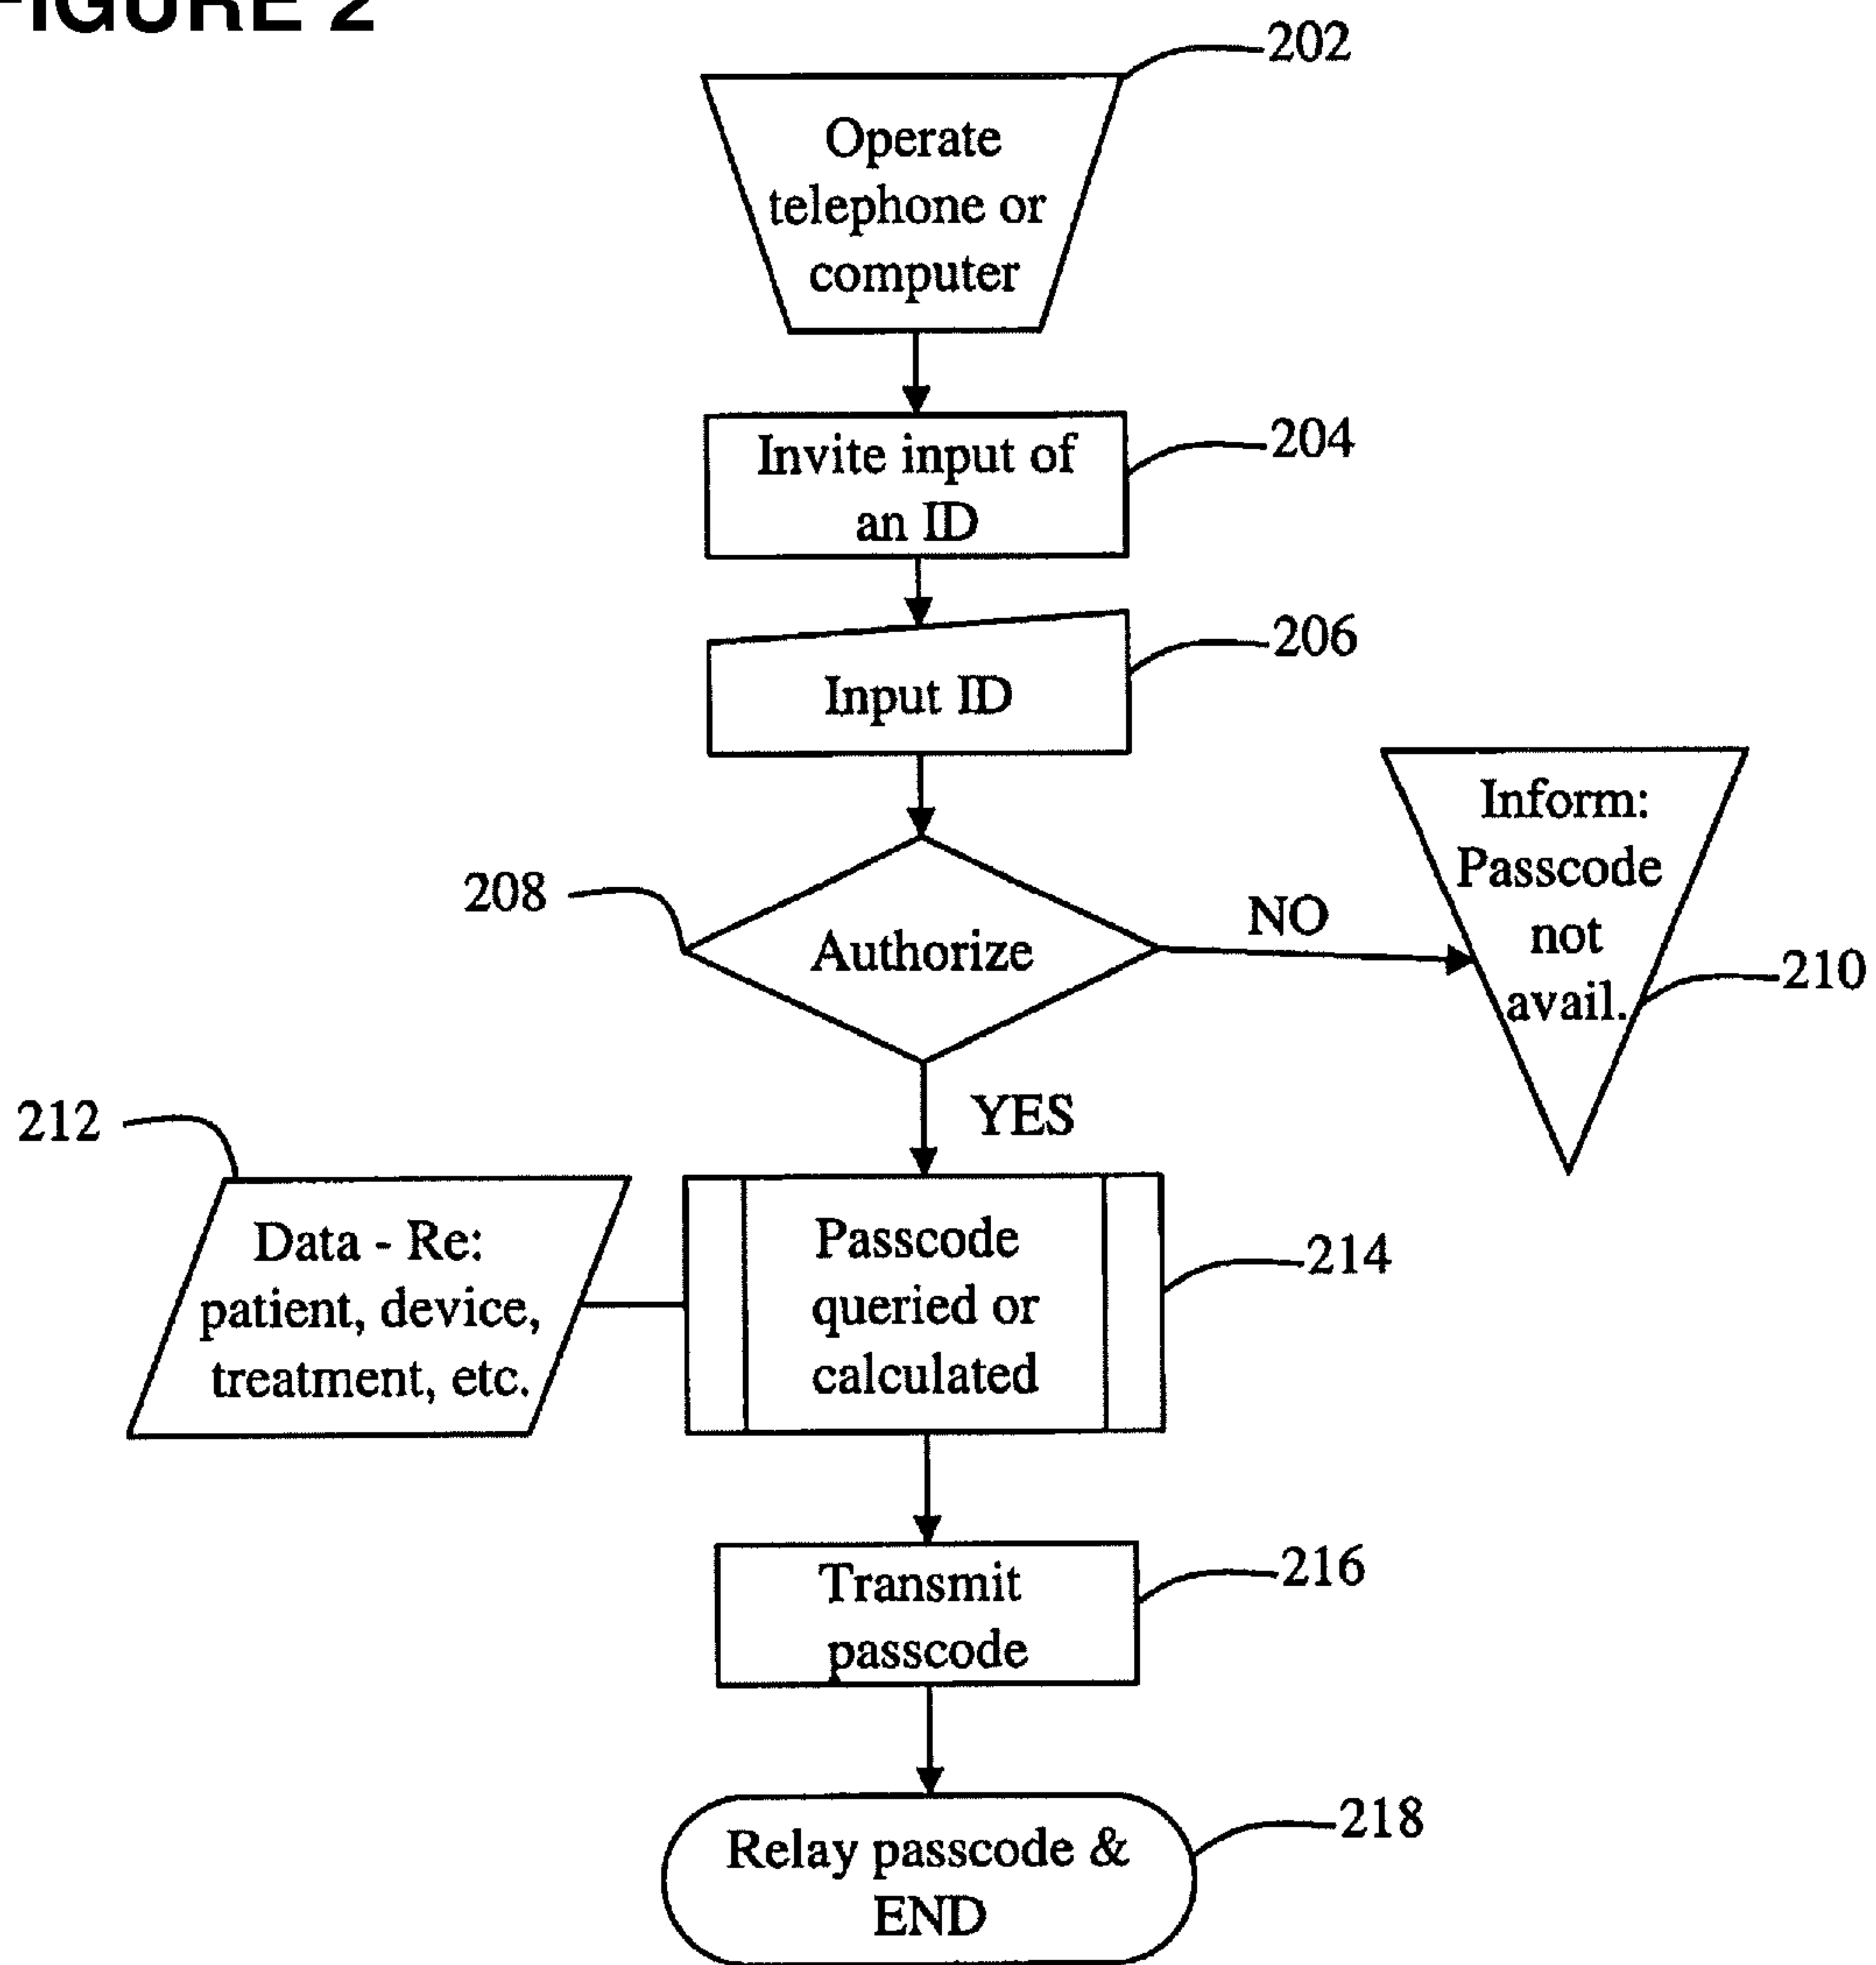 FIGURE 2
202
Operate
telephone or
computer
204
Invite input of
an ID
206
Input ID
208
Authorize
NO
Inform:
Passcode
not
avail.
210
YES
212
Data - Re:
patient, device,
treatment, etc.
Passcode
queried or
calculated
214
Transmit
passcode
216
Relay passcode &
END
218